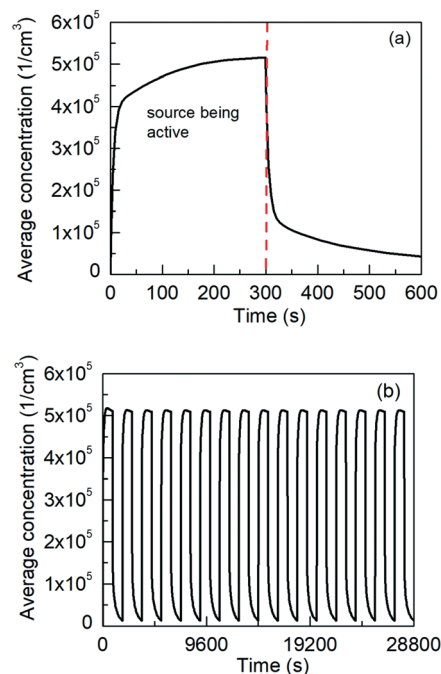 (a)
Average concentration (1/cm³)
6x10⁵
5x10⁵
4x10⁵
3x10⁵
2x10⁵
1x10⁵
0
source being
active
0 100 200 300 400 500 600
Time (s)
(b)
Average concentration (1/cm³)
6x10⁵
5x10⁵
4x10⁵
3x10⁵
2x10⁵
1x10⁵
0
0 9600 19200 28800
Time (s)